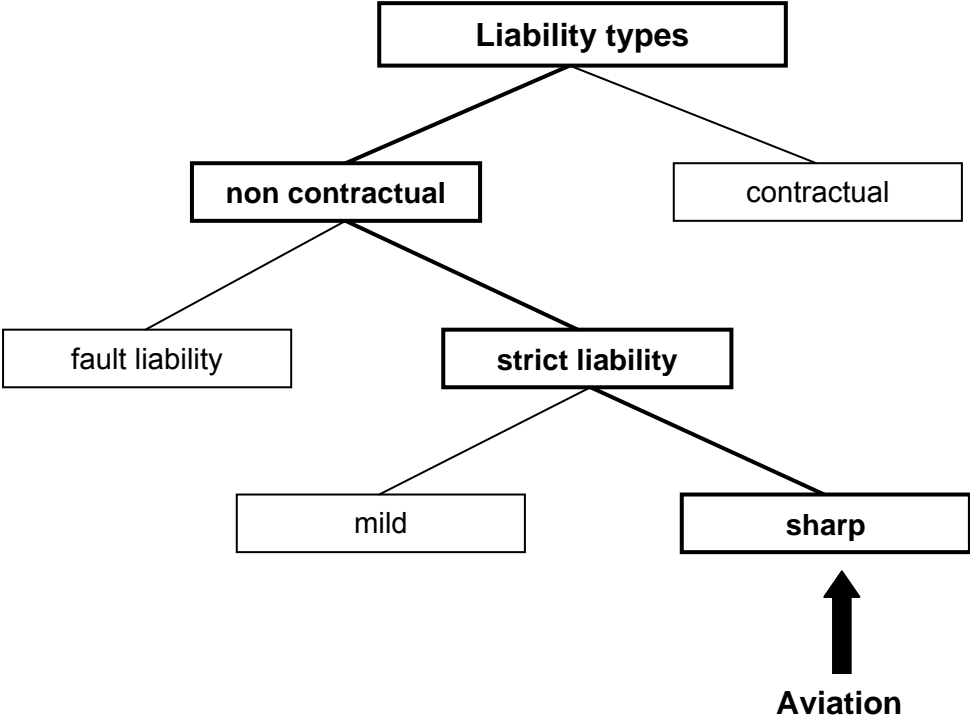 Liability types
non contractual
contractual
fault liability
strict liability
mild
sharp
Aviation